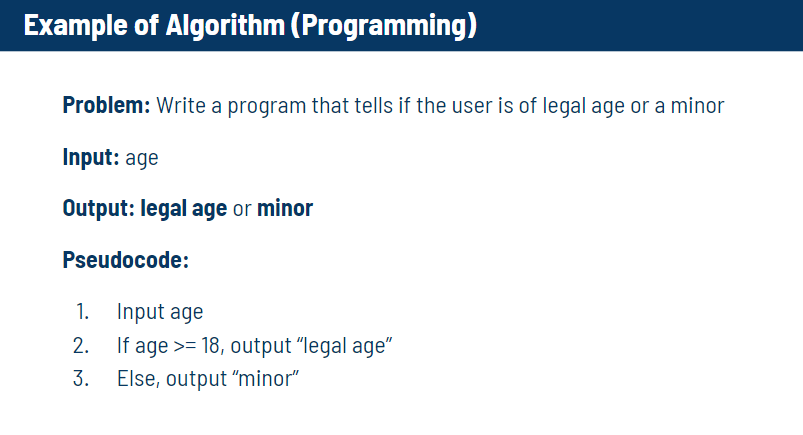 Example of Algorithm (Programming)
Problem: Write a program that tells if the user is of legal age or a minor
Input: age
Output: legal age or minor
Pseudocode:
1. Input age
2. If age >= 18, output “legal age”
3. Else, output “minor”